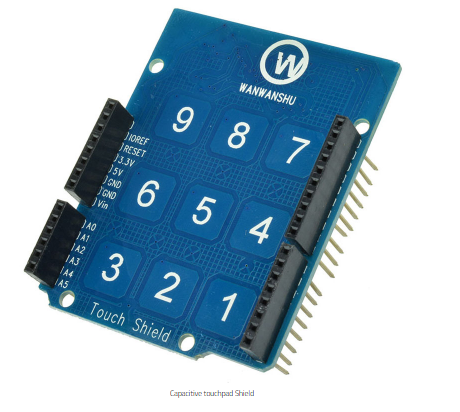 W
WANWANSHU
9 8 7
6 5 4
3 2 1
IOREF
RESET
3.3V
5V
GND
GND
Vin
A0
A1
A2
A3
A4
A5
Touch Shield
Capacitive touchpad Shield